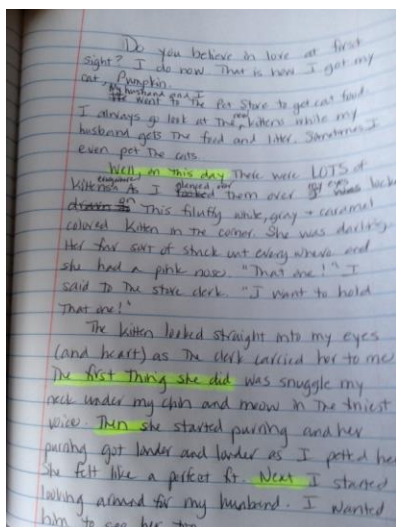 Do you believe in love at first
sight? I do now. That is how I got my
cat, Pumpkin.
My husband and I
went to the Pet Store to get cat food.
I always go look at The kittens while my
husband gets The food and litter. Sometimes I
even pet The cats.
Well, on this day There were LOTS of
kittens everywhere. As I glanced over looked Them over my eyes lock
drawn on This fluffy white, gray + caramel
colored Kitten in The corner. She was darling.
Her fur sort of stuck out every where and
she had a pink nose. "That one!" I
said to The store clerk. "I want to hold
That one!"
The kitten looked straight into my eyes
(and heart) as The clerk carried her to me.
The first Thing she did was snuggle my
neck under my chin and meow in The tiniest
voice. Then she started purring and her
purring got louder and louder as I petted her
She felt like a perfect fit. Next I started
looking around for my husband. I wanted
him to see her too